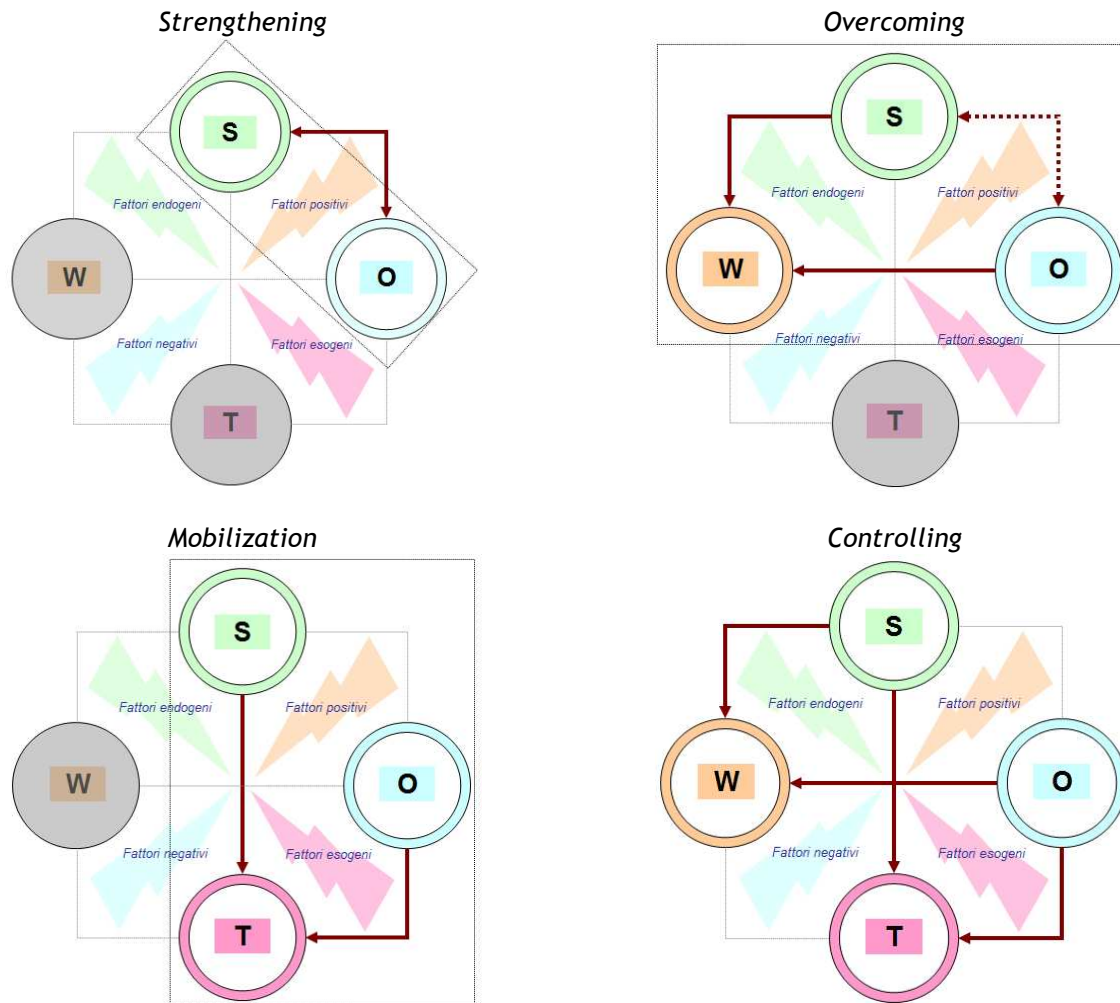 Strengthening
S
Fattori endogeni
Fattori positivi
W
O
Fattori negativi
Fattori esogeni
T
Overcoming
S
Fattori endogeni
Fattori positivi
W
O
Fattori negativi
Fattori esogeni
T
Mobilization
S
Fattori endogeni
Fattori positivi
W
O
Fattori negativi
Fattori esogeni
T
Controlling
S
Fattori endogeni
Fattori positivi
W
O
Fattori negativi
Fattori esogeni
T